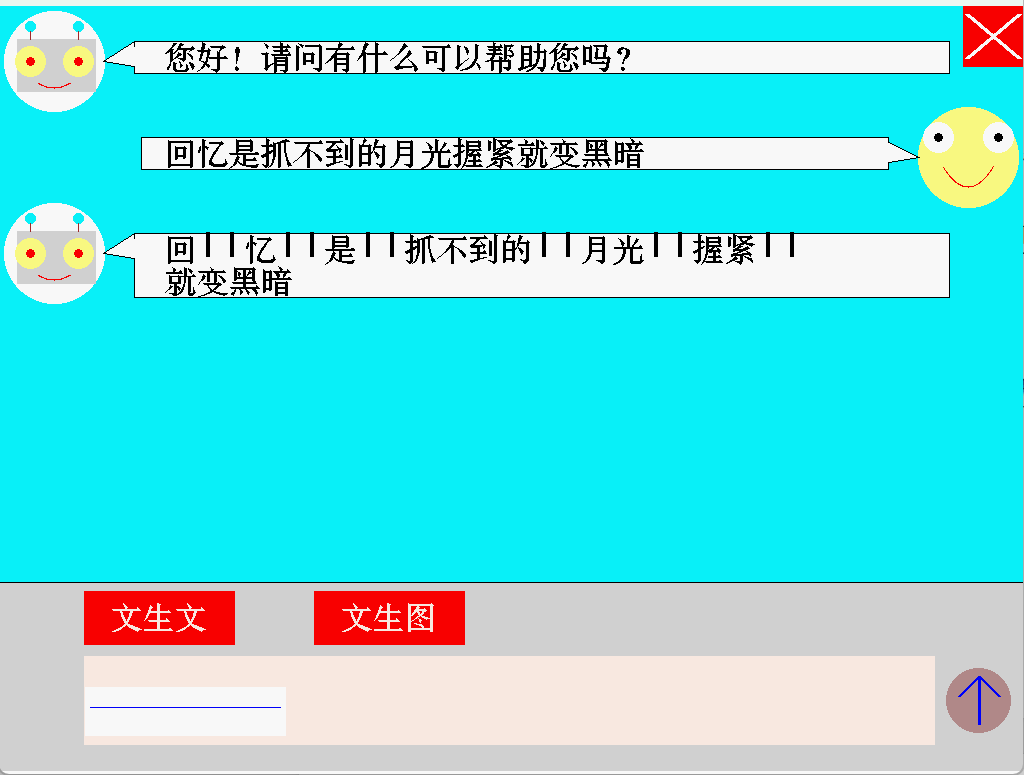 您好！请问有什么可以帮助您吗？
回忆是抓不到的月光握紧就变黑暗
回||忆||是||抓不到的||月光||握紧||
就变黑暗
文生文 文生图